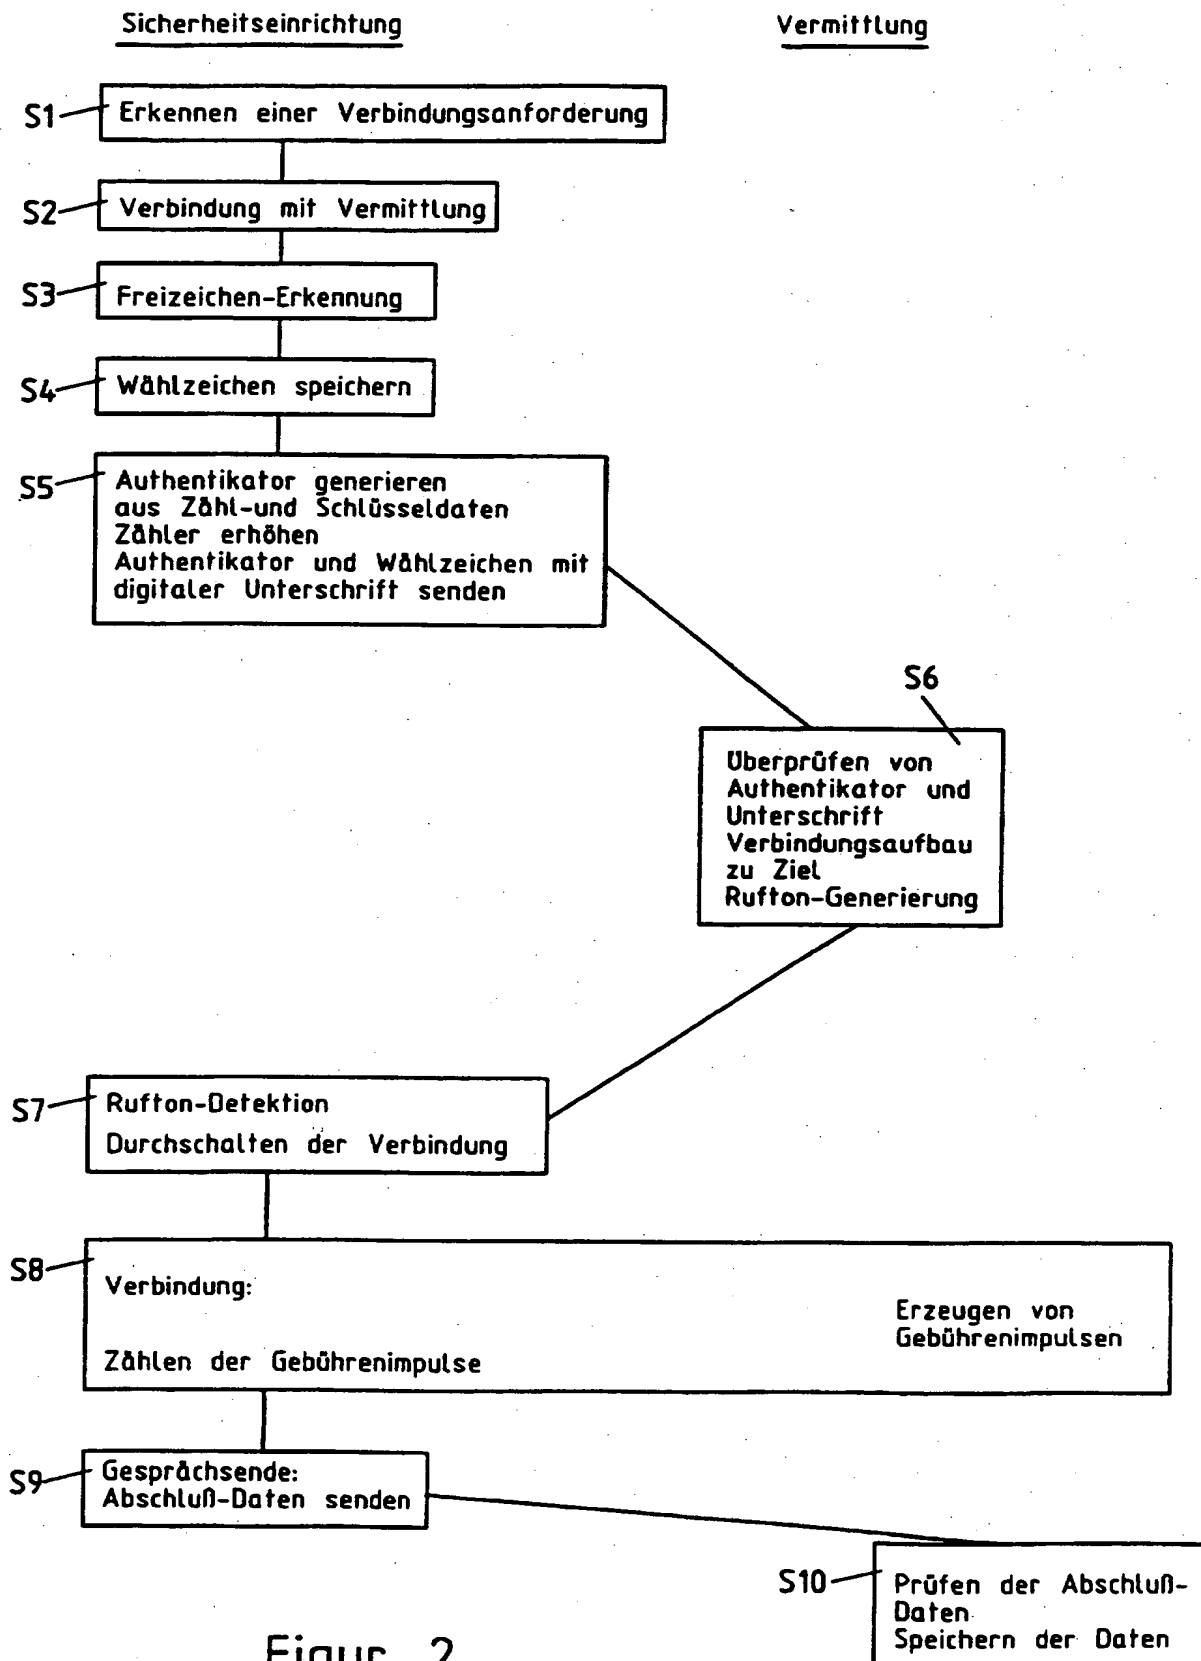 Sicherheitseinrichtung
Vermittlung
S1
Erkennen einer Verbindungsanforderung
S2
Verbindung mit Vermittlung
S3
Freizeichen-Erkennung
S4
Wählzeichen speichern
S5
Authentikator generieren
aus Zähl-und Schlüsseldaten
Zähler erhöhen
Authentikator und Wählzeichen mit
digitaler Unterschrift senden
S6
Überprüfen von
Authentikator und
Unterschrift
Verbindungsaufbau
zu Ziel
Rufton-Generierung
S7
Rufton-Detektion
Durchschalten der Verbindung
S8
Verbindung:
Erzeugen von
Gebührenimpulsen
Zählen der Gebührenimpulse
S9
Gesprächsende:
Abschluß-Daten senden
S10
Prüfen der Abschluß-
Daten
Speichern der Daten
Figur 2